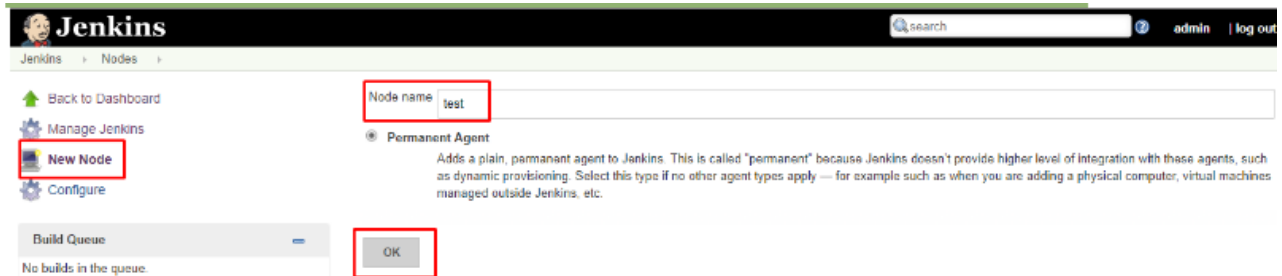 Jenkins
search
admin | log out
Jenkins
Nodes
Back to Dashboard
Manage Jenkins
New Node
Configure
Build Queue
No builds in the queue.
Node name test
Permanent Agent
Adds a plain, permanent agent to Jenkins. This is called "permanent" because Jenkins doesn't provide higher level of integration with these agents, such
as dynamic provisioning. Select this type if no other agent types apply — for example such as when you are adding a physical computer, virtual machines
managed outside Jenkins, etc.
OK